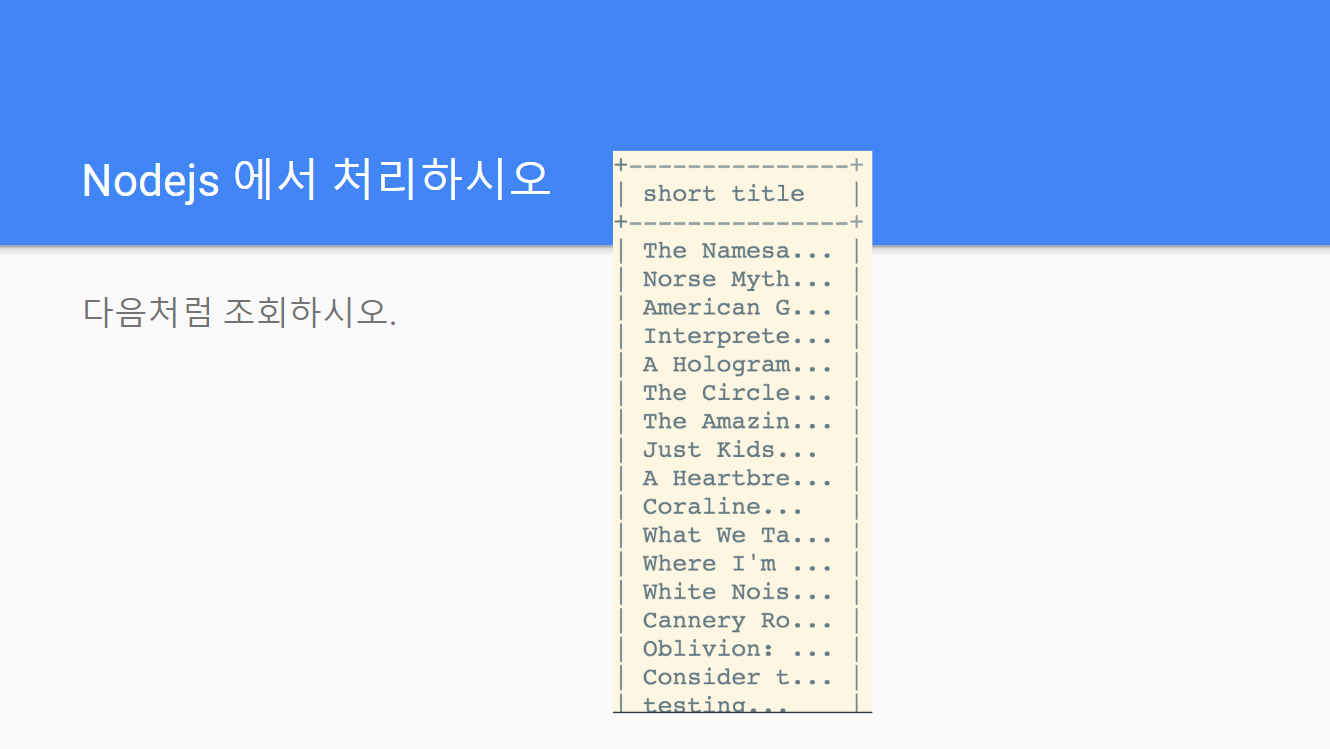 Nodejs 에서 처리하시오
다음처럼 조회하시오.
+---------------+
| short title |
+---------------+
| The Namesa... |
| Norse Myth... |
| American G... |
| Interprete... |
| A Hologram... |
| The Circle... |
| The Amazin... |
| Just Kids... |
| A Heartbre... |
| Coraline... |
| What We Ta... |
| Where I'm ... |
| White Nois... |
| Cannery Ro... |
| Oblivion: ... |
| Consider t... |
| testing... |